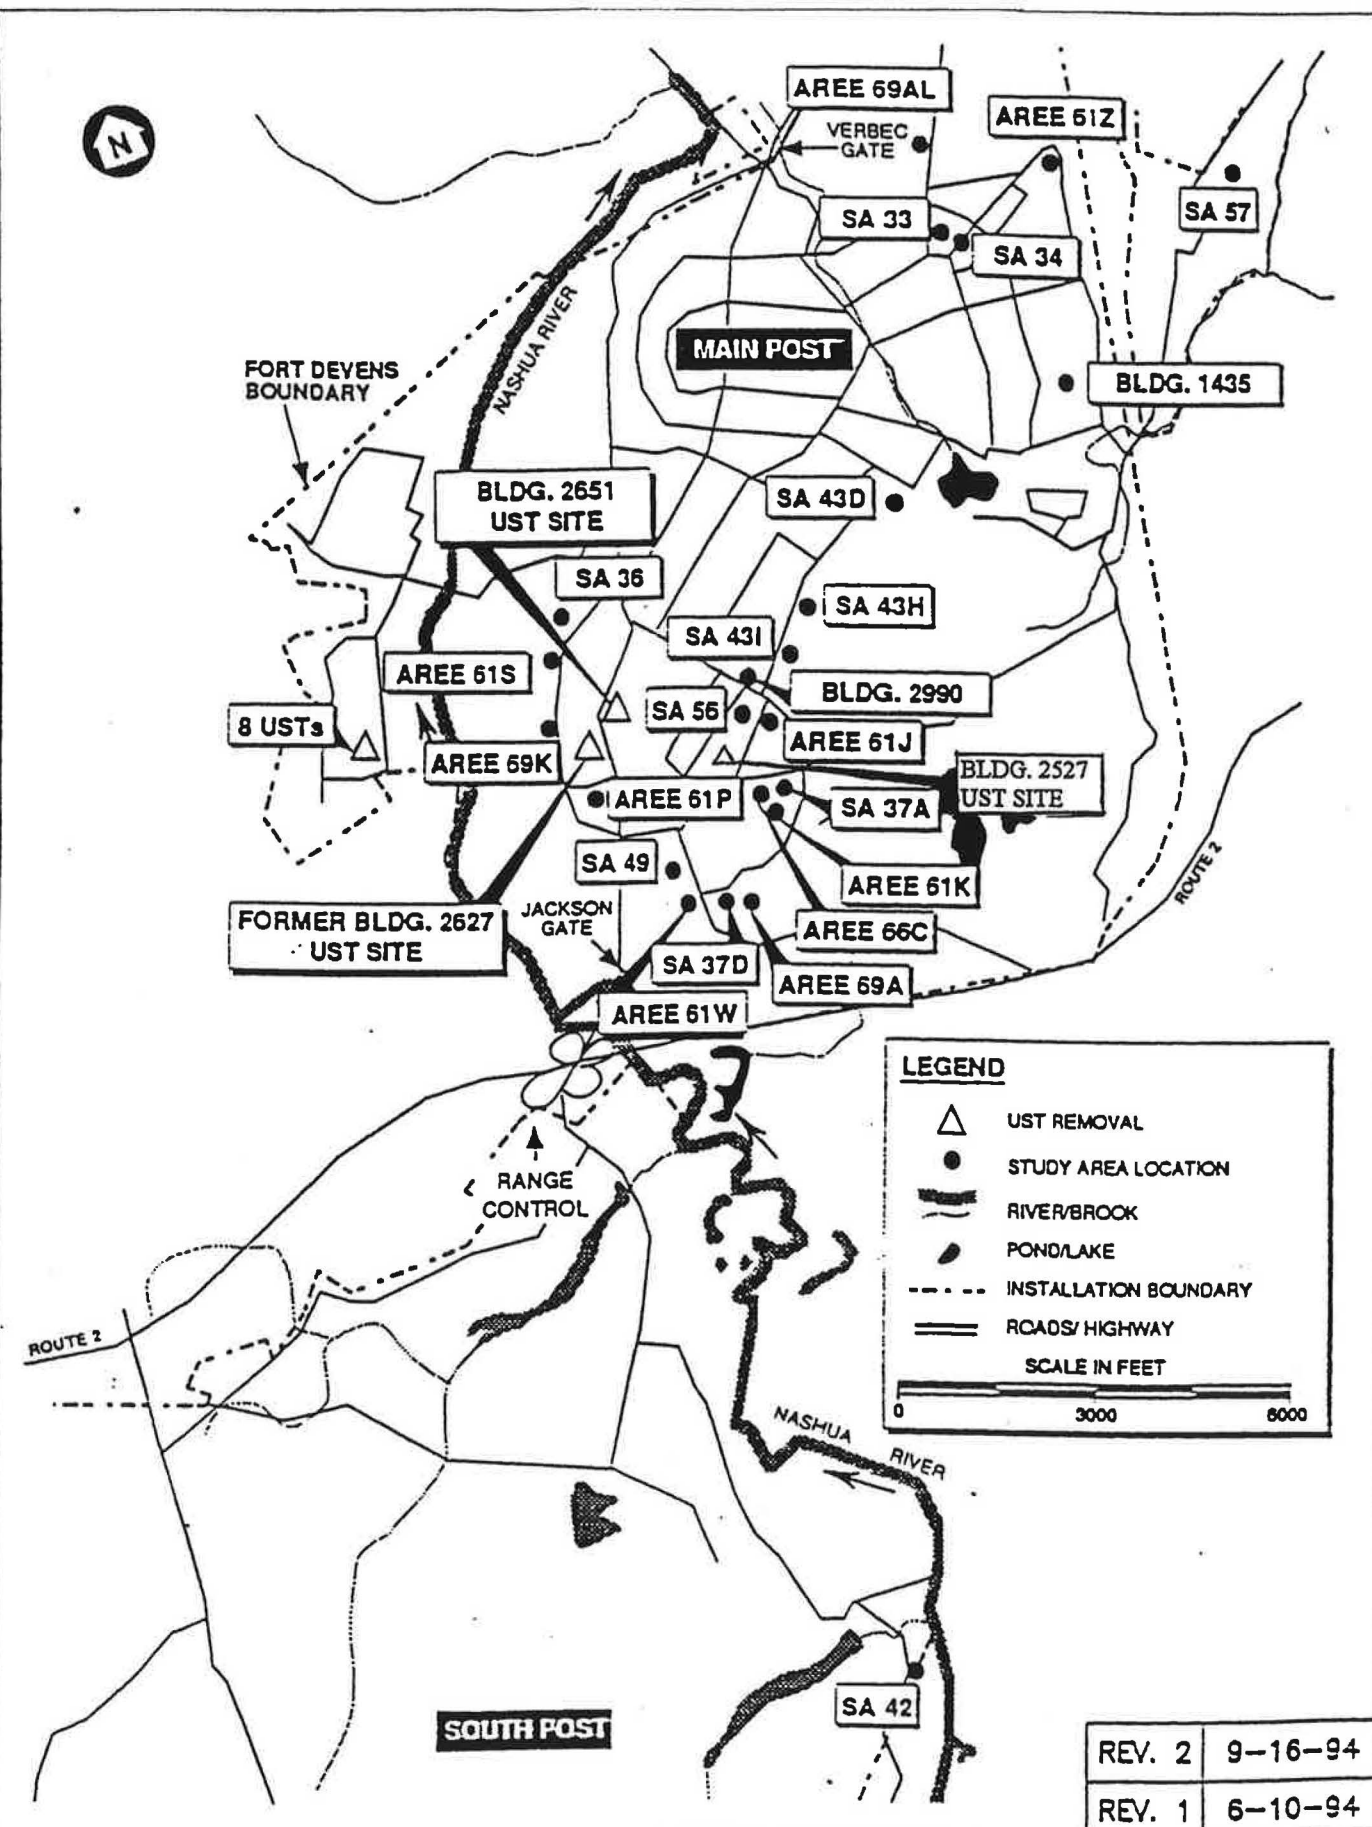 AREE 69AL
AREE 61Z
N
VERBEC
GATE
SA 57
SA 33
SA 34
NASHUA RIVER
MAIN POST
FORT DEVENS
BOUNDARY
BLDG. 1435
BLDG. 2651
UST SITE
SA 43D
SA 36
SA 43H
SA 43I
AREE 61S
BLDG. 2990
SA 56
8 USTs
AREE 61J
AREE 69K
BLDG. 2527
UST SITE
AREE 61P
SA 37A
SA 49
AREE 61K
ROUTE 2
FORMER BLDG. 2627
UST SITE
JACKSON
GATE
AREE 66C
SA 37D
AREE 69A
AREE 61W
LEGEND
UST REMOVAL
STUDY AREA LOCATION
RIVER/BROOK
POND/LAKE
INSTALLATION BOUNDARY
ROADS/ HIGHWAY
SCALE IN FEET
0 3000 6000
RANGE
CONTROL
ROUTE 2
NASHUA RIVER
SA 42
SOUTH POST
REV. 2 9-16-94
REV. 1 6-10-94